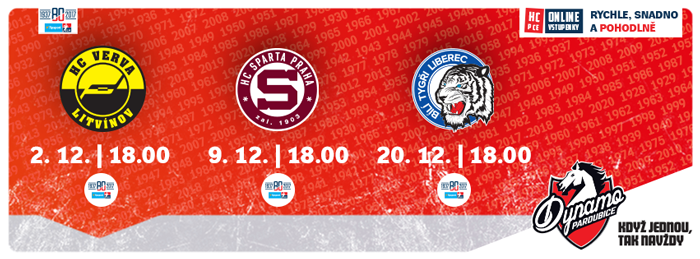 HC
PCE
ONLINE
VSTUPENKY
RYCHLE, SNADNO
A POHODLNĚ
HC VERVA
LITVÍNOV
HC SPARTA PRAHA
S
zal. 1903
BÍLÍ TYGŘI LIBEREC
2. 12. | 18.00
9. 12. | 18.00
20. 12. | 18.00
Dynamo
PARDUBICE
KDYŽ JEDNOU,
TAK NAVŽDY